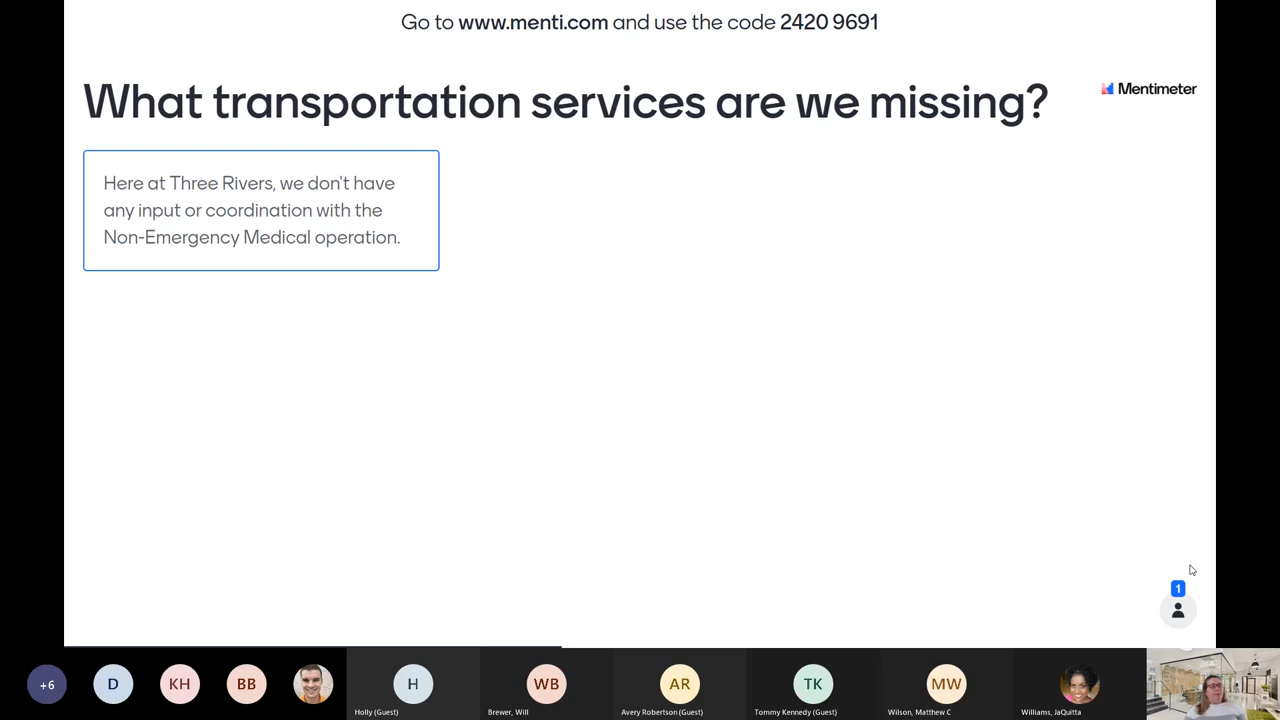 Go to www.menti.com and use the code 2420 9691
What transportation services are we missing?
Mentimeter
Here at Three Rivers, we don't have
any input or coordination with the
Non-Emergency Medical operation.
1
+6
D
KH
BB
H
WB
AR
TK
MW
Holly (Guest)
Brewer, Will
Avery Robertson (Guest)
Tommy Kennedy (Guest)
Wilson, Matthew C
Williams, JaQuitta